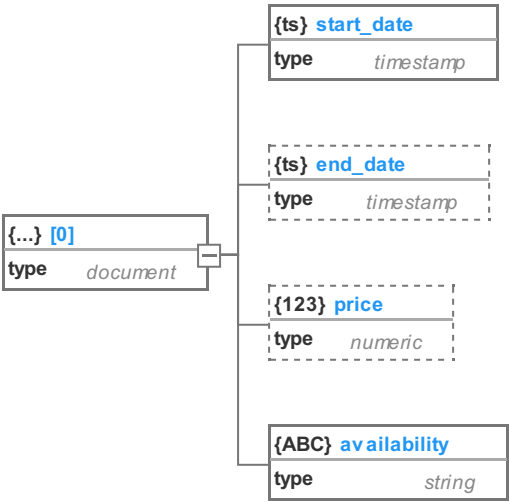 {ts} start_date
type timestamp
{ts} end_date
type timestamp
{...} [0]
type document
{123} price
type numeric
{ABC} availability
type string